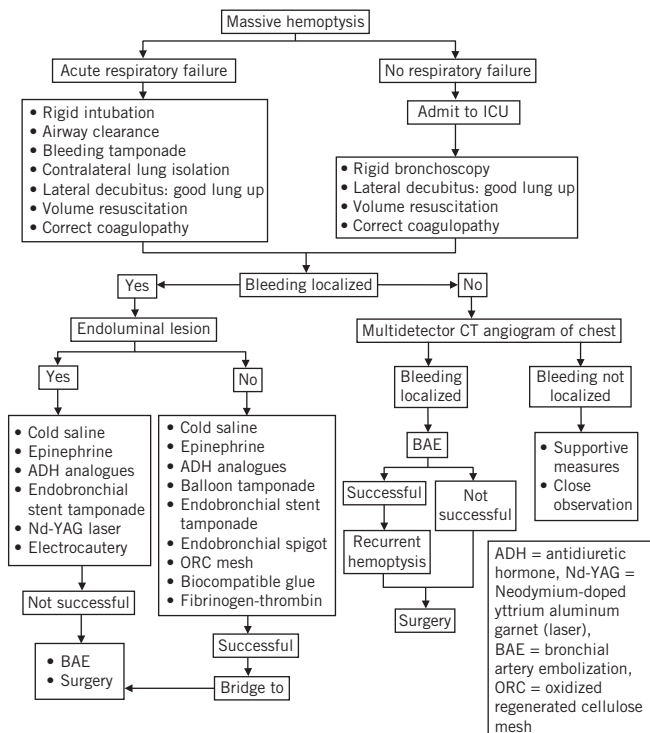 Massive hemoptysis
Acute respiratory failure
No respiratory failure
• Rigid intubation
• Airway clearance
• Bleeding tamponade
• Contralateral lung isolation
• Lateral decubitus: good lung up
• Volume resuscitation
• Correct coagulopathy
Admit to ICU
• Rigid bronchoscopy
• Lateral decubitus: good lung up
• Volume resuscitation
• Correct coagulopathy
Yes
Bleeding localized
No
Endoluminal lesion
Multidetector CT angiogram of chest
Yes
No
Bleeding
localized
Bleeding not
localized
• Cold saline
• Epinephrine
• ADH analogues
• Endobronchial
stent tamponade
• Nd-YAG laser
• Electrocautery
• Cold saline
• Epinephrine
• ADH analogues
• Balloon tamponade
• Endobronchial stent
tamponade
• Endobronchial spigot
• ORC mesh
• Biocompatible glue
• Fibrinogen-thrombin
BAE
• Supportive
measures
• Close
observation
Successful
Not
successful
Recurrent
hemoptysis
Surgery
Not successful
• BAE
• Surgery
Successful
Bridge to
ADH = antidiuretic
hormone, Nd-YAG =
Neodymium-doped
yttrium aluminum
garnet (laser),
BAE = bronchial
artery embolization,
ORC = oxidized
regenerated cellulose
mesh